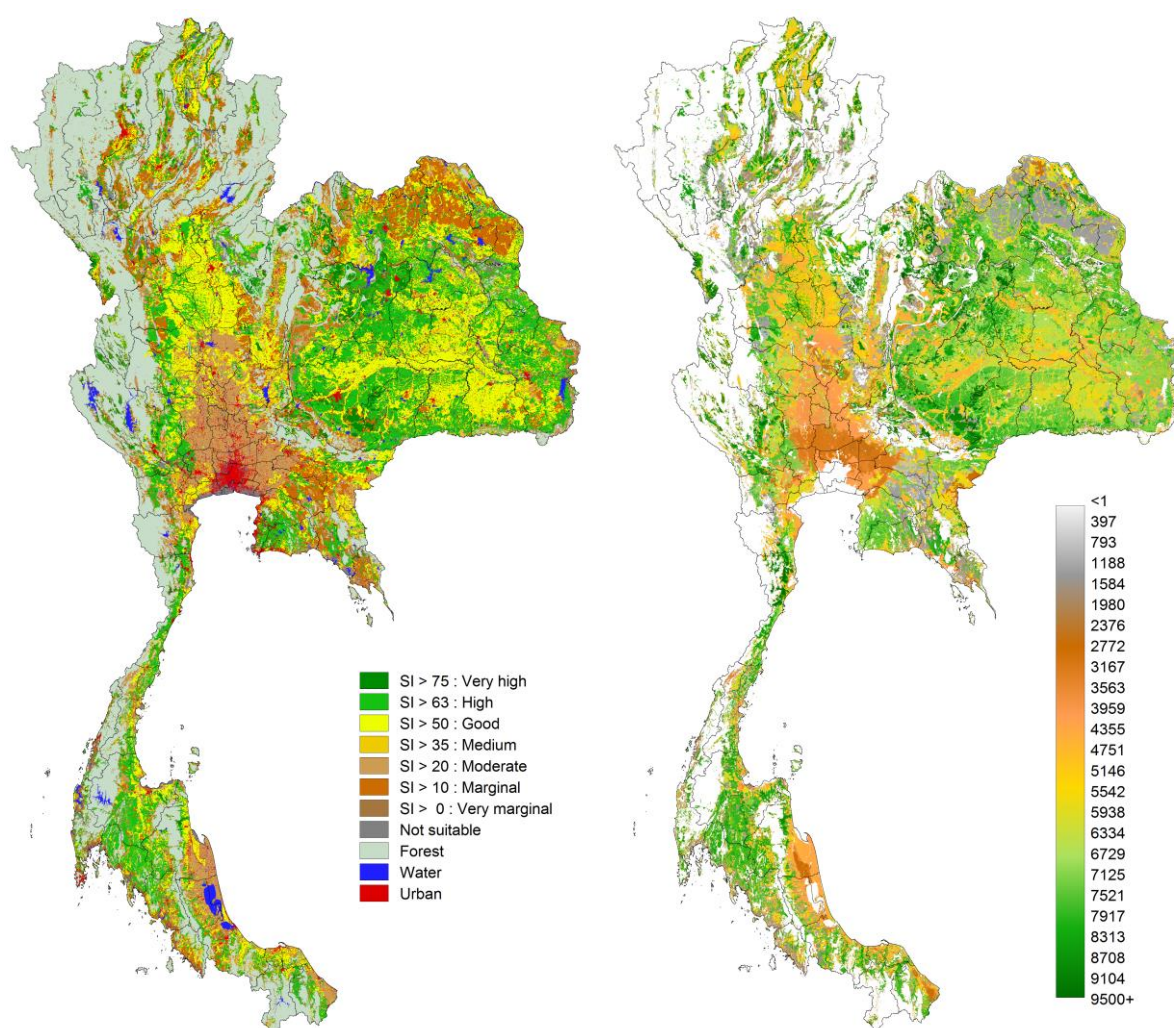 SI > 75 : Very high
SI > 63 : High
SI > 50 : Good
SI > 35 : Medium
SI > 20 : Moderate
SI > 10 : Marginal
SI > 0 : Very marginal
Not suitable
Forest
Water
Urban
<1
397
793
1188
1584
1980
2376
2772
3167
3563
3959
4355
4751
5146
5542
5938
6334
6729
7125
7521
7917
8313
8708
9104
9500+